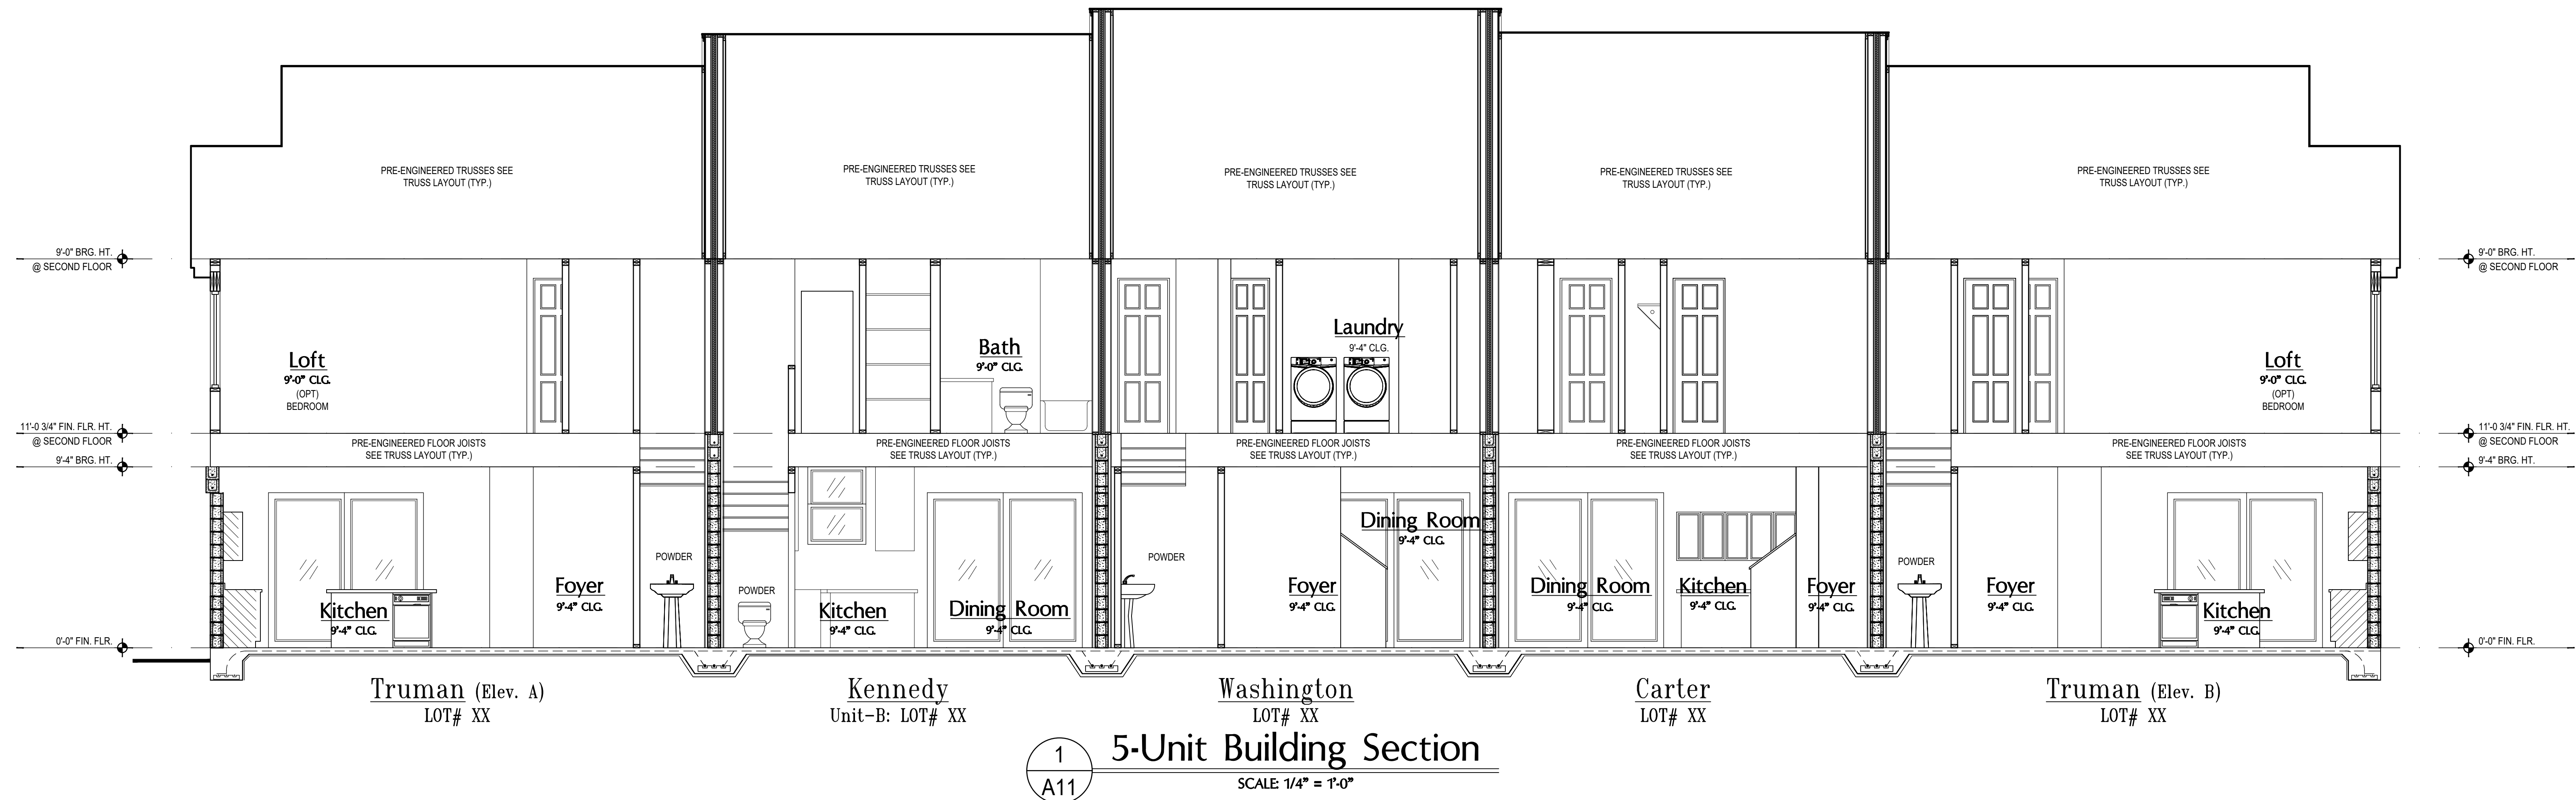 PRE-ENGINEERED TRUSSES SEE
TRUSS LAYOUT (TYP.)
PRE-ENGINEERED TRUSSES SEE
TRUSS LAYOUT (TYP.)
PRE-ENGINEERED TRUSSES SEE
TRUSS LAYOUT (TYP.)
PRE-ENGINEERED TRUSSES SEE
TRUSS LAYOUT (TYP.)
PRE-ENGINEERED TRUSSES SEE
TRUSS LAYOUT (TYP.)
9'-0" BRG. HT.
@ SECOND FLOOR
9'-0" BRG. HT.
@ SECOND FLOOR
Loft
9'-0" CLG.
(OPT)
BEDROOM
Bath
9'-0" CLG.
Laundry
9'-4" CLG.
Loft
9'-0" CLG.
(OPT)
BEDROOM
11'-0 3/4" FIN. FLR. HT.
@ SECOND FLOOR
11'-0 3/4" FIN. FLR. HT.
@ SECOND FLOOR
PRE-ENGINEERED FLOOR JOISTS
SEE TRUSS LAYOUT (TYP.)
PRE-ENGINEERED FLOOR JOISTS
SEE TRUSS LAYOUT (TYP.)
PRE-ENGINEERED FLOOR JOISTS
SEE TRUSS LAYOUT (TYP.)
PRE-ENGINEERED FLOOR JOISTS
SEE TRUSS LAYOUT (TYP.)
PRE-ENGINEERED FLOOR JOISTS
SEE TRUSS LAYOUT (TYP.)
9'-4" BRG. HT.
9'-4" BRG. HT.
Kitchen
9'-4" CLG.
Foyer
9'-4" CLG.
POWDER
POWDER
Kitchen
9'-4" CLG.
Dining Room
9'-4" CLG.
POWDER
Foyer
9'-4" CLG.
Dining Room
9'-4" CLG.
Dining Room
9'-4" CLG.
Kitchen
9'-4" CLG.
Foyer
9'-4" CLG.
POWDER
Foyer
9'-4" CLG.
Kitchen
9'-4" CLG.
0'-0" FIN. FLR.
0'-0" FIN. FLR.
Truman (Elev. A)
LOT# XX
Kennedy
Unit-B: LOT# XX
Washington
LOT# XX
Carter
LOT# XX
Truman (Elev. B)
LOT# XX
1
A11
5-Unit Building Section
SCALE: 1/4" = 1'-0"